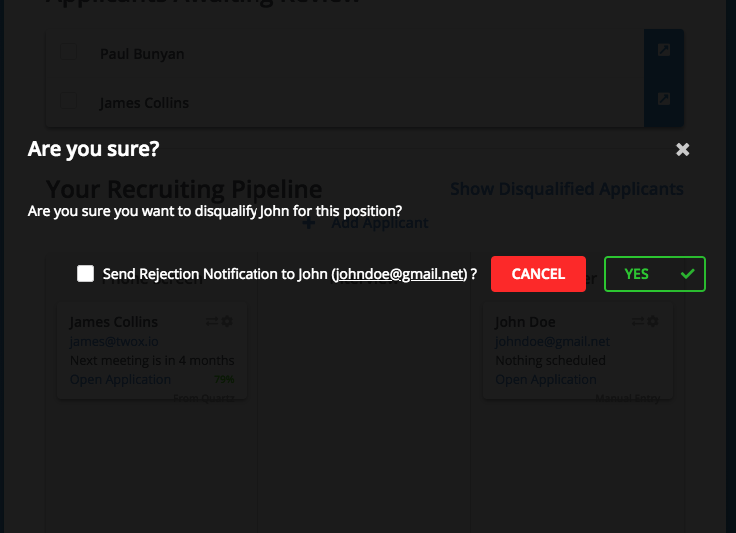 Applicants Awaiting Review
Paul Bunyan
James Collins
Are you sure?
Your Recruiting Pipeline
Show Disqualified Applicants
Are you sure you want to disqualify John for this position?
Add Applicant
Send Rejection Notification to John (johndoe@gmail.net) ?
CANCEL
YES
Phone Screen
James Collins
james@twox.io
Next meeting is in 4 months
Open Application
79%
From Quartz
John Doe
johndoe@gmail.net
Nothing scheduled
Open Application
Manual Entry